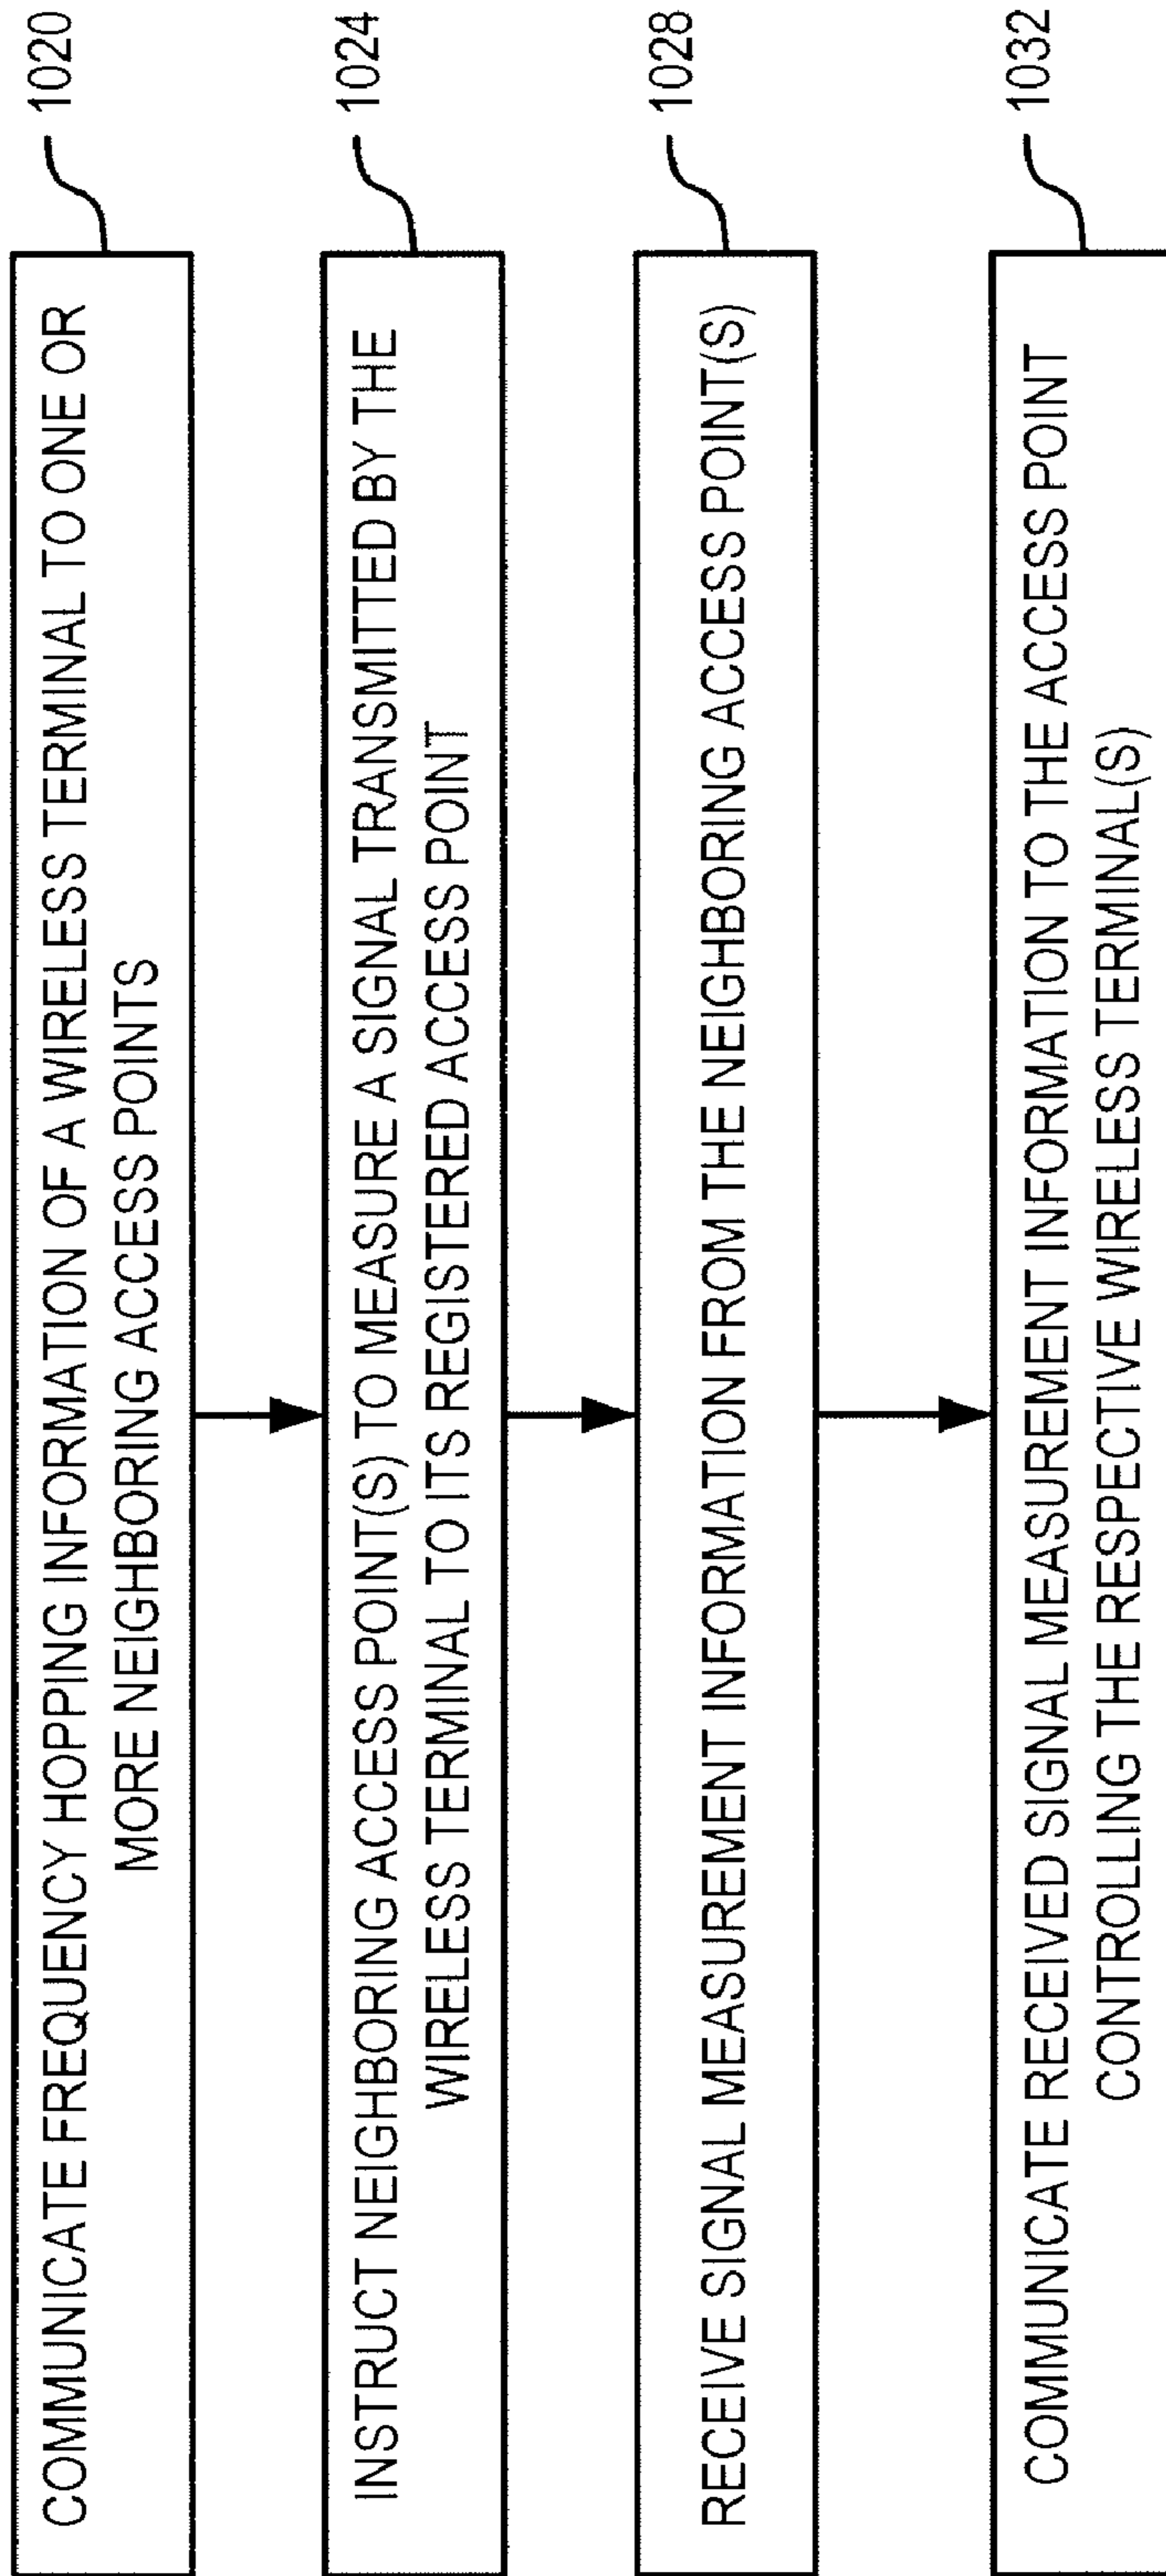 COMMUNICATE FREQUENCY HOPPING INFORMATION OF A WIRELESS TERMINAL TO ONE OR
MORE NEIGHBORING ACCESS POINTS
1020
INSTRUCT NEIGHBORING ACCESS POINT(S) TO MEASURE A SIGNAL TRANSMITTED BY THE
WIRELESS TERMINAL TO ITS REGISTERED ACCESS POINT
1024
RECEIVE SIGNAL MEASUREMENT INFORMATION FROM THE NEIGHBORING ACCESS POINT(S)
1028
COMMUNICATE RECEIVED SIGNAL MEASUREMENT INFORMATION TO THE ACCESS POINT
CONTROLLING THE RESPECTIVE WIRELESS TERMINAL(S)
1032